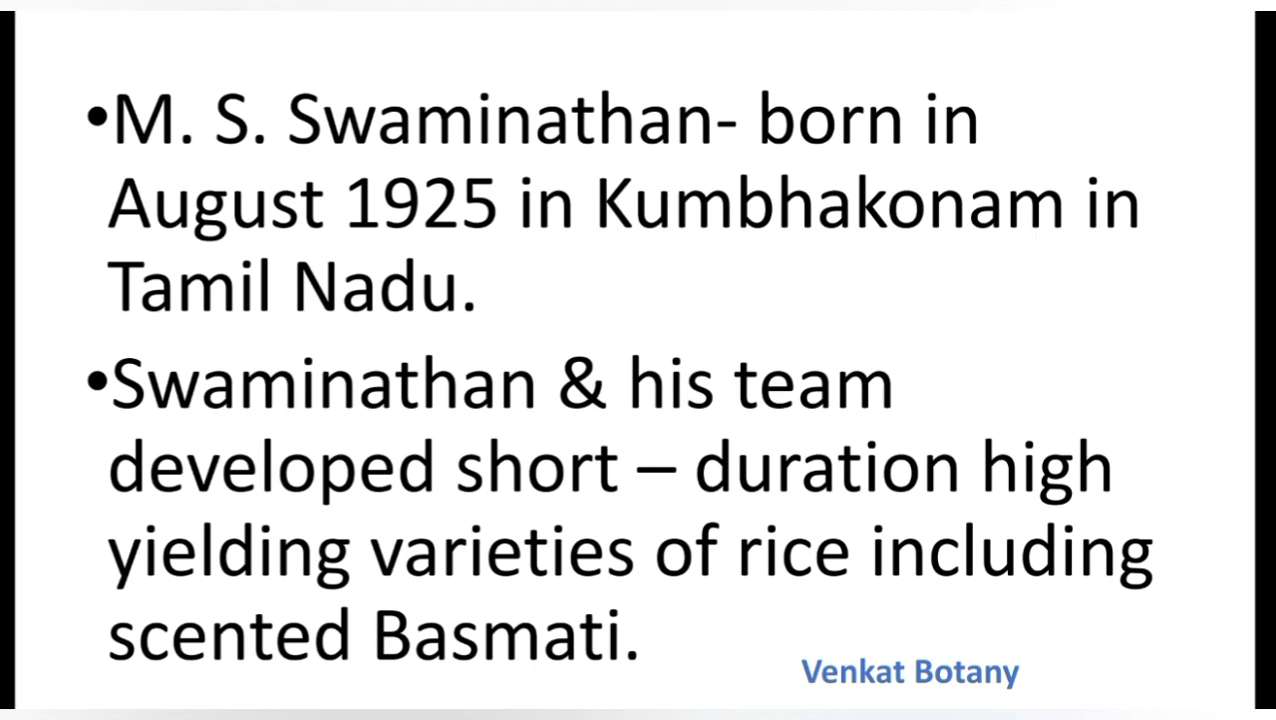 •M. S. Swaminathan- born in
August 1925 in Kumbhakonam in
Tamil Nadu.
•Swaminathan & his team
developed short – duration high
yielding varieties of rice including
scented Basmati.
Venkat Botany